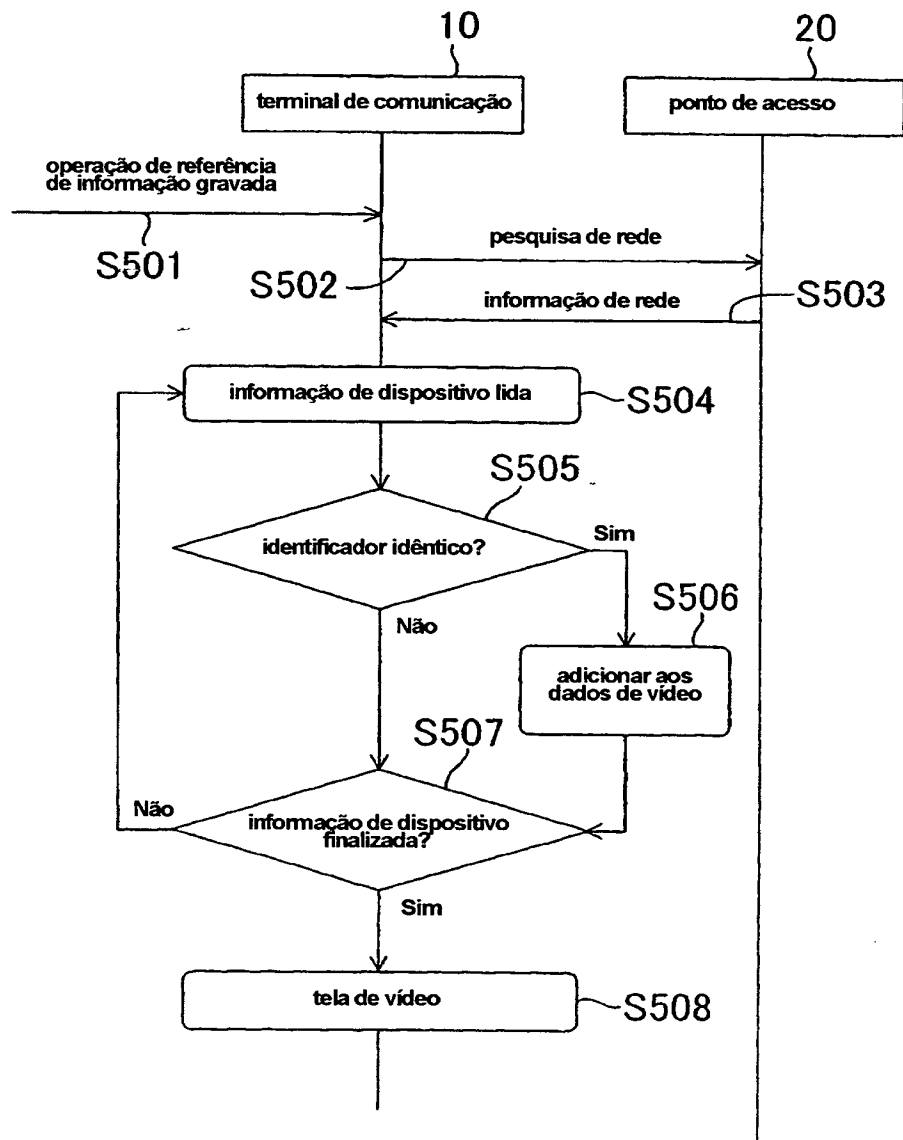 10
20
terminal de comunicação
ponto de acesso
operação de referência
de informação gravada
S501
pesquisa de rede
S502
informação de rede
S503
informação de dispositivo lida
S504
S505
identificador idêntico?
Sim
S506
Não
adicionar aos
dados de vídeo
S507
Não
informação de dispositivo
finalizada?
Sim
tela de vídeo
S508